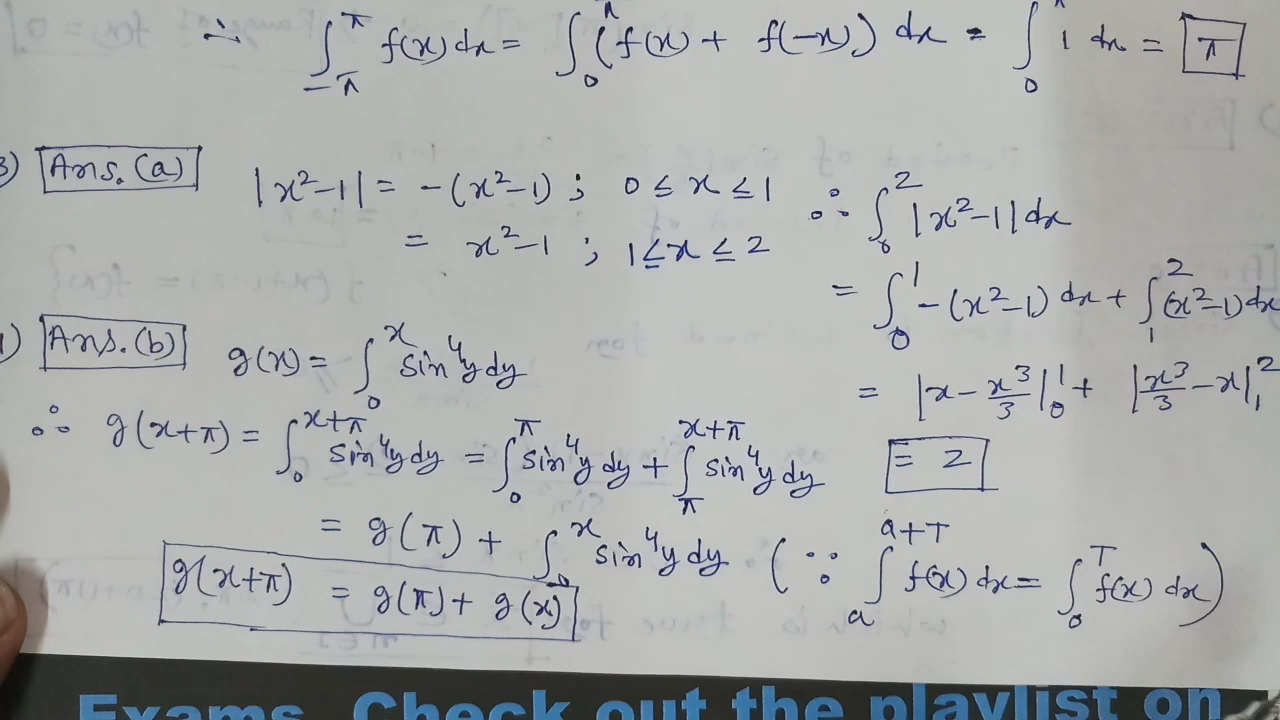 ∴ ∫_{-π}^{π} f(x) dx = ∫_0^π (f(x) + f(-x)) dx = ∫_0^π 1 dx = π
3) Ans. (a) |x²-1| = -(x²-1) ; 0 ≤ x ≤ 1
= x²-1 ; 1 ≤ x ≤ 2
∴ ∫_0^2 |x²-1| dx
= ∫_0^1 -(x²-1) dx + ∫_1^2 (x²-1) dx
= |x - x³/3|_0^1 + |x³/3 - x|_1^2
= 2
Ans. (b) g(x) = ∫_0^x sin⁴y dy
∴ g(x+π) = ∫_0^{x+π} sin⁴y dy = ∫_0^π sin⁴y dy + ∫_π^{x+π} sin⁴y dy
= g(π) + ∫_0^x sin⁴y dy (∵ ∫_a^{a+T} f(x) dx = ∫_0^T f(x) dx)
g(x+π) = g(π) + g(x)
Exams. Check out the playlist on